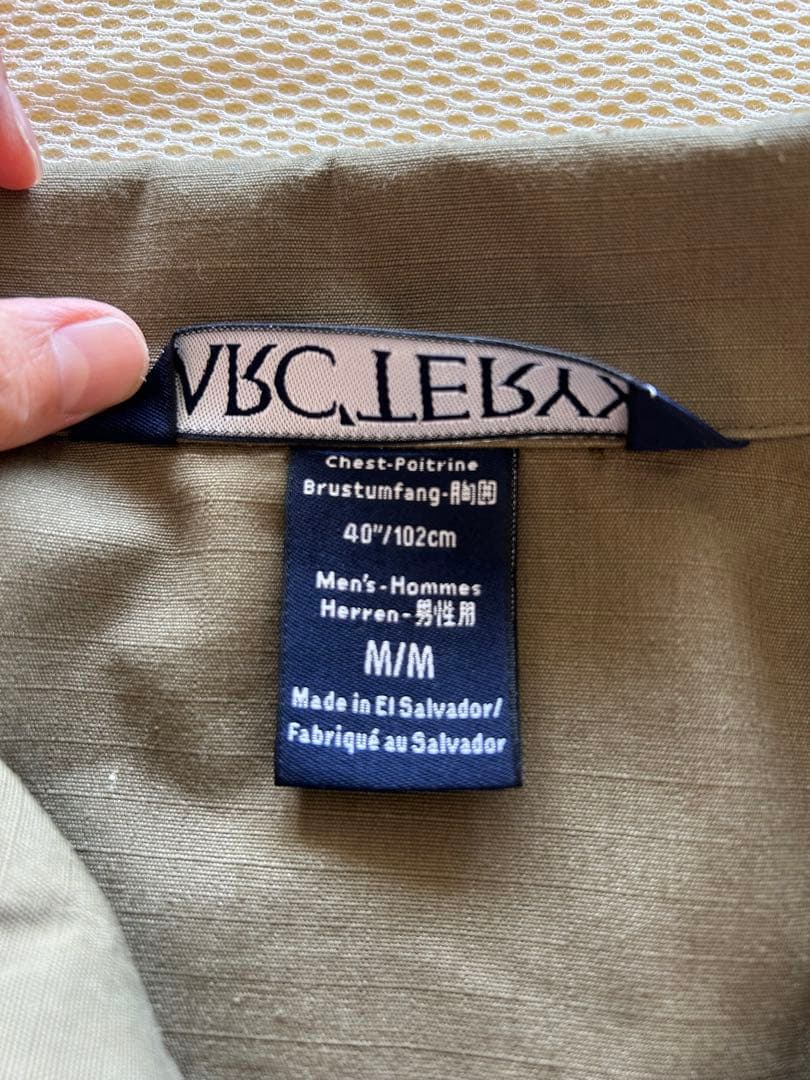 ARC'TERYX
Chest-Poitrine
Brustumfang-胸囲
40"/102cm
Men's-Hommes
Herren-男性用
M/M
Made in El Salvador/
Fabriqué au Salvador